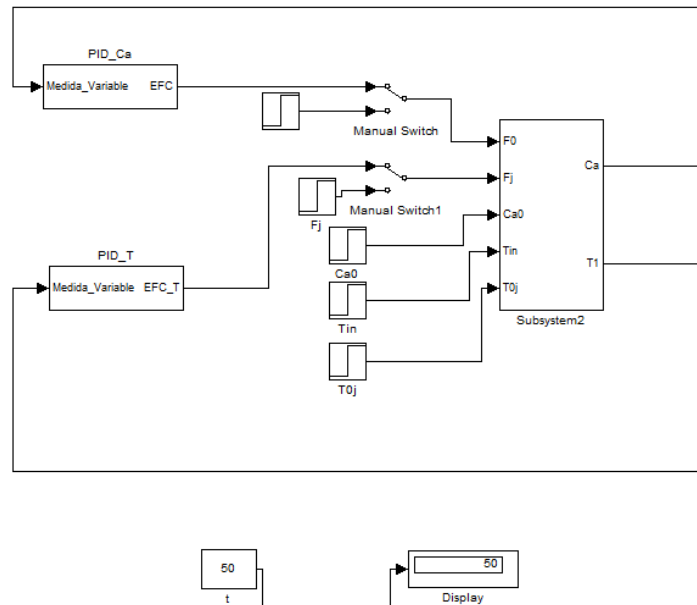 PID_Ca
Medida_Variable EFC
Manual Switch
F0
Ca
Fj
Manual Switch1
Fj
Ca0
PID_T
Ca0
Tin
Medida_Variable EFC_T
T1
T0j
Tin
Subsystem2
T0j
50
50
t
Display